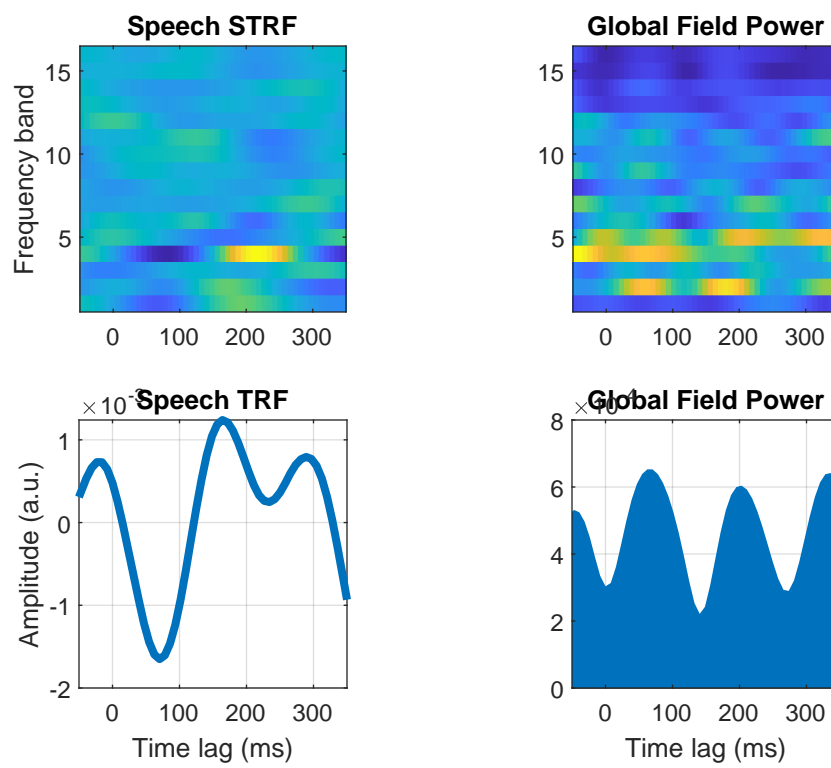 Speech STRF
Global Field Power
Frequency band
15
10
5
0 100 200 300
15
10
5
0 100 200 300
Speech TRF
×10⁻³
Amplitude (a.u.)
1
0
-1
-2
0 100 200 300
Time lag (ms)
Global Field Power
8
6
4
2
0
0 100 200 300
Time lag (ms)